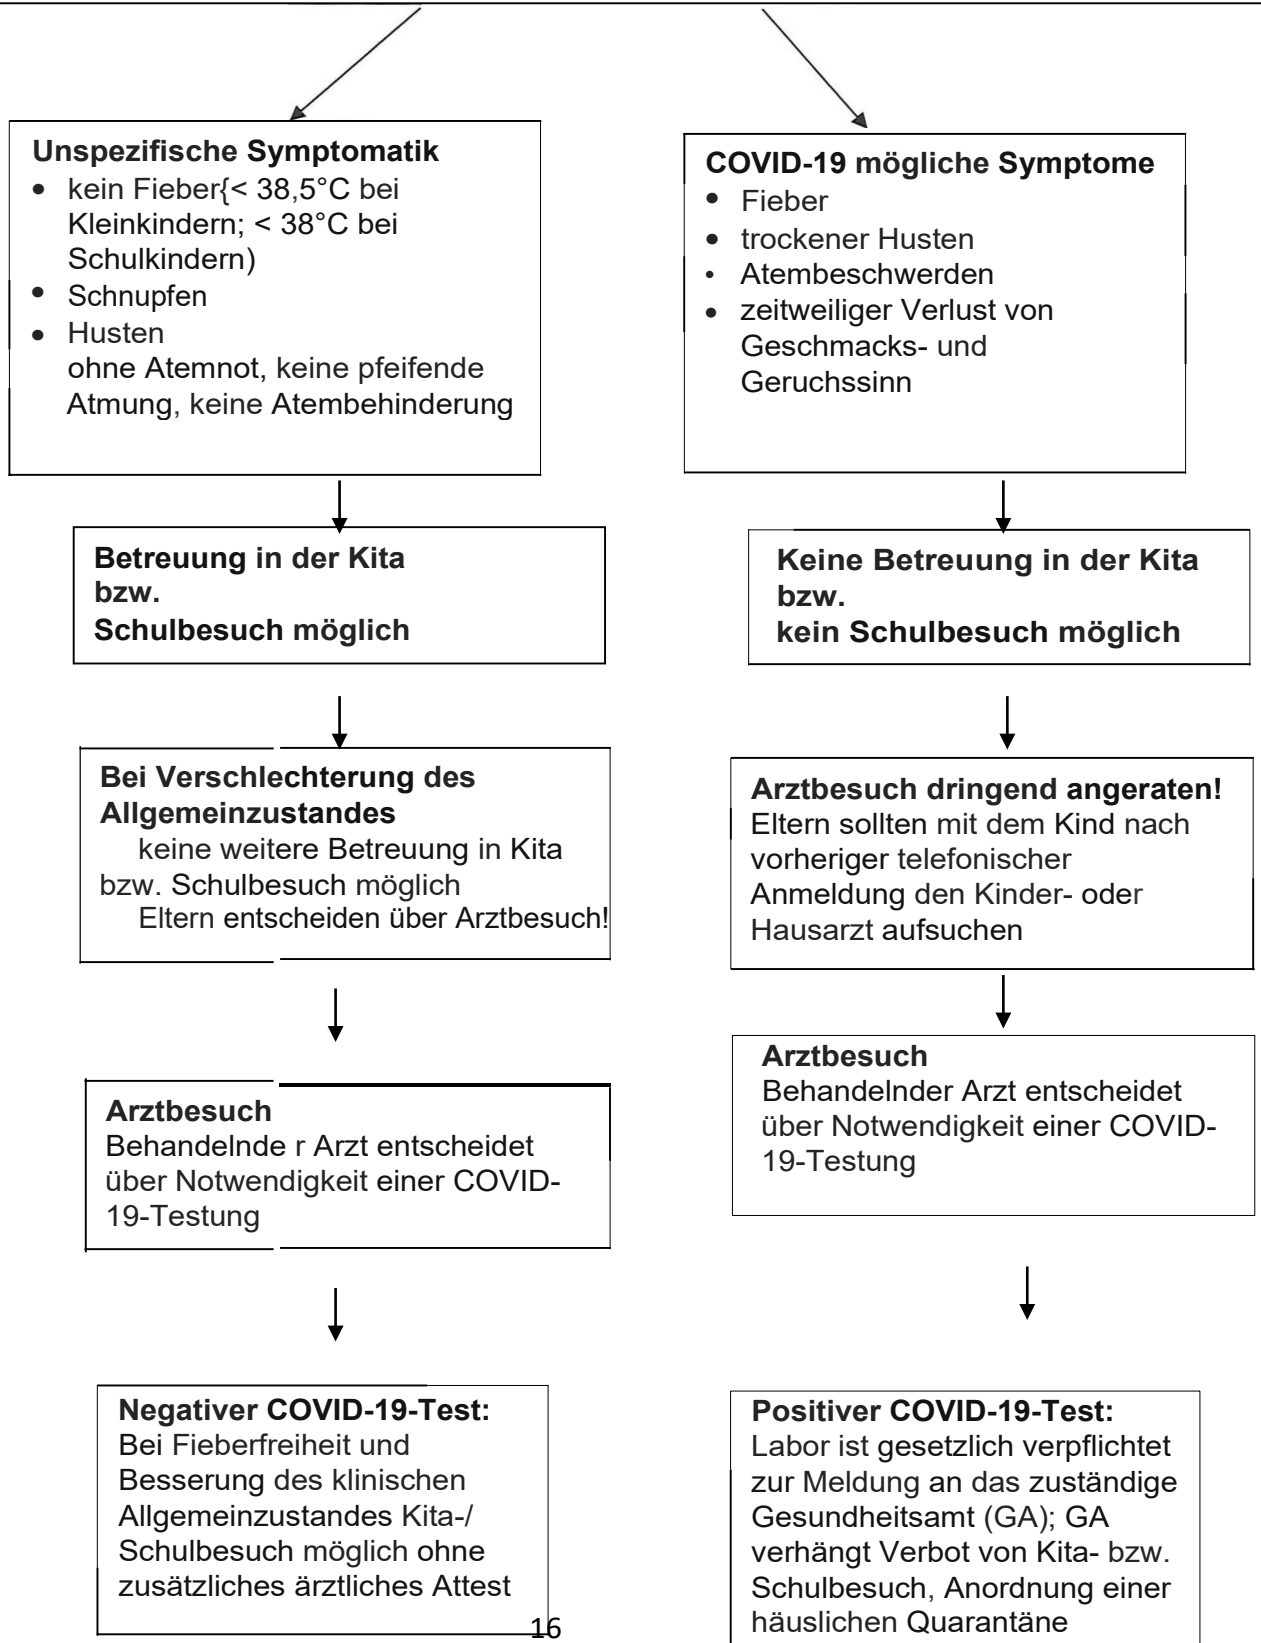 Unspezifische Symptomatik
• kein Fieber{< 38,5°C bei
Kleinkindern; < 38°C bei
Schulkindern)
• Schnupfen
• Husten
ohne Atemnot, keine pfeifende
Atmung, keine Atembehinderung
Betreuung in der Kita
bzw.
Schulbesuch möglich
Bei Verschlechterung des
Allgemeinzustandes
keine weitere Betreuung in Kita
bzw. Schulbesuch möglich
Eltern entscheiden über Arztbesuch!
Arztbesuch
Behandelnde r Arzt entscheidet
über Notwendigkeit einer COVID-
19-Testung
Negativer COVID-19-Test:
Bei Fieberfreiheit und
Besserung des klinischen
Allgemeinzustandes Kita-/
Schulbesuch möglich ohne
zusätzliches ärztliches Attest
COVID-19 mögliche Symptome
• Fieber
• trockener Husten
• Atembeschwerden
• zeitweiliger Verlust von
Geschmacks- und
Geruchssinn
Keine Betreuung in der Kita
bzw.
kein Schulbesuch möglich
Arztbesuch dringend angeraten!
Eltern sollten mit dem Kind nach
vorheriger telefonischer
Anmeldung den Kinder- oder
Hausarzt aufsuchen
Arztbesuch
Behandelnder Arzt entscheidet
über Notwendigkeit einer COVID-
19-Testung
Positiver COVID-19-Test:
Labor ist gesetzlich verpflichtet
zur Meldung an das zuständige
Gesundheitsamt (GA); GA
verhängt Verbot von Kita- bzw.
Schulbesuch, Anordnung einer
häuslichen Quarantäne
16